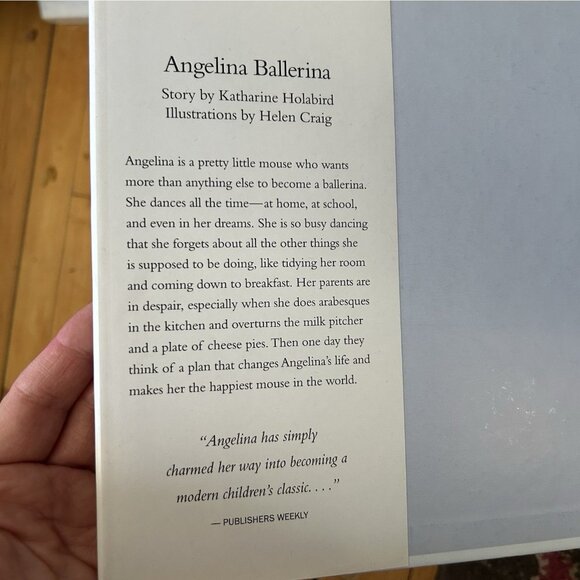 Angelina Ballerina
Story by Katharine Holabird
Illustrations by Helen Craig
Angelina is a pretty little mouse who wants
more than anything else to become a ballerina.
She dances all the time—at home, at school,
and even in her dreams. She is so busy dancing
that she forgets about all the other things she
is supposed to be doing, like tidying her room
and coming down to breakfast. Her parents are
in despair, especially when she does arabesques
in the kitchen and overturns the milk pitcher
and a plate of cheese pies. Then one day they
think of a plan that changes Angelina's life and
makes her the happiest mouse in the world.
“Angelina has simply
charmed her way into becoming a
modern children's classic. . . .”
— PUBLISHERS WEEKLY